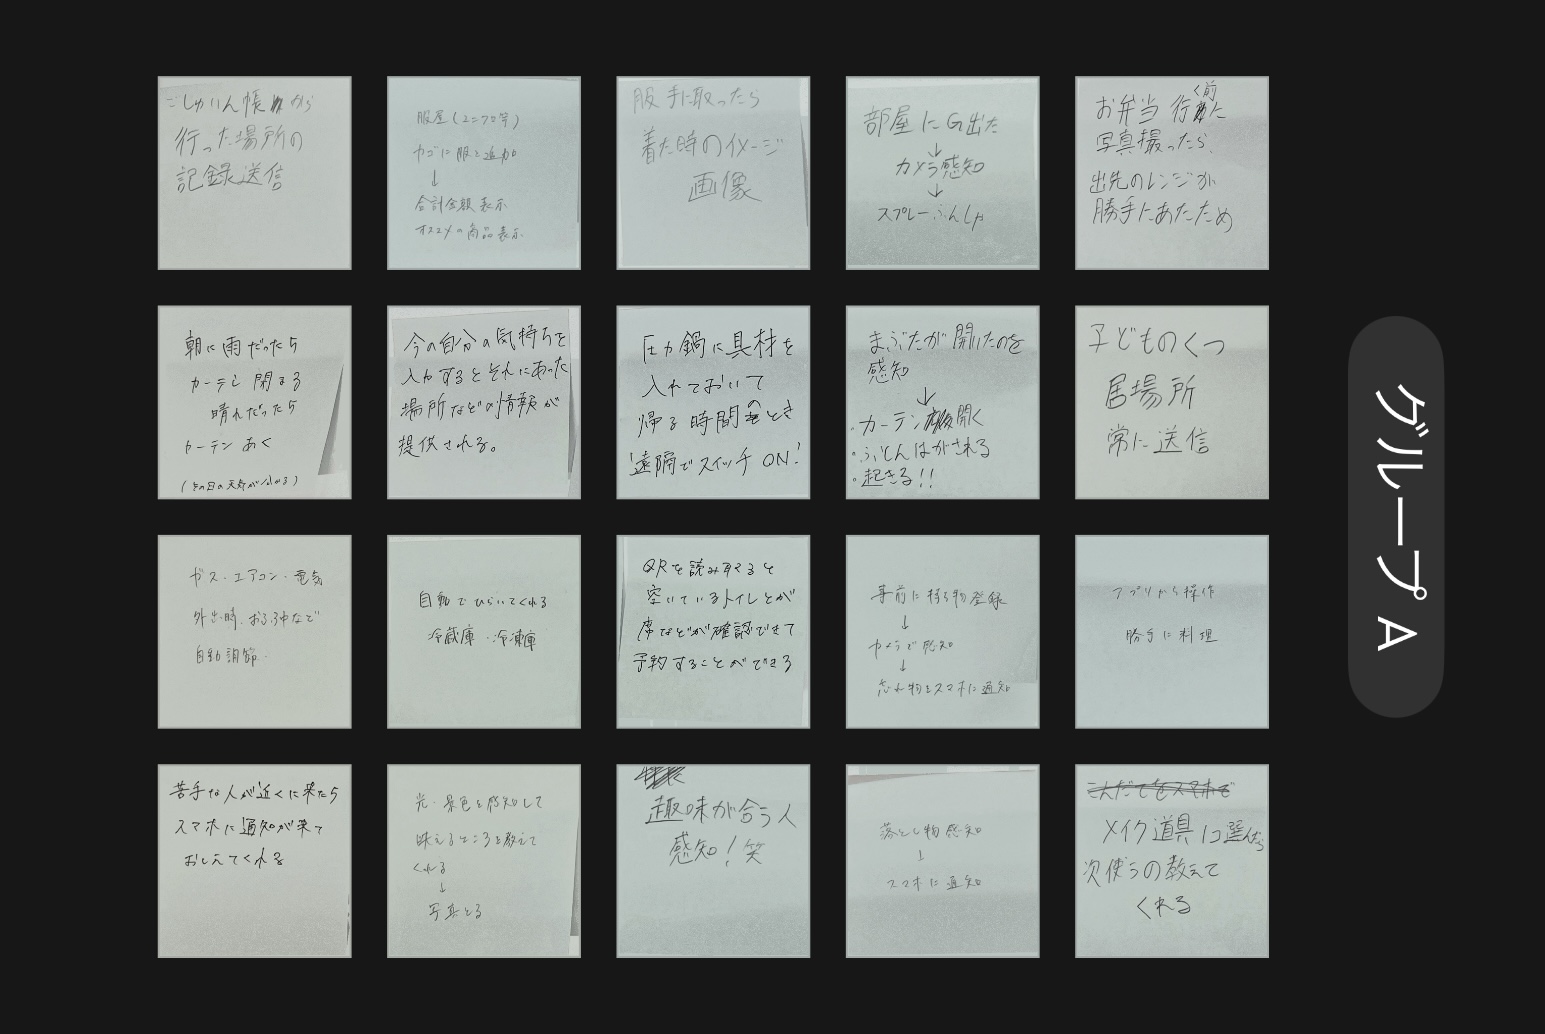 ごしゅいん帳から
行った場所の
記録送信
服屋(ユニクロ等)
カゴに服を追加
↓
合計金額表示
オススメの商品表示
服手に取ったら
着た時のイメージ
画像
部屋にG出た
↓
カメラ感知
↓
スプレーふんしゃ
お弁当 行く前に
写真撮ったら、
出先のレンジが
勝手にあたため
朝に雨だったら
カーテン閉まる
晴れだったら
カーテンあく
(その日の天気が分かる)
今の自分の気持ちを
入力するとそれにあった
場所などの情報が
提供される。
圧力鍋に具材を
入れておいて
帰る時間のとき
遠隔でスイッチON!
まぶたが開いたのを
感知
↓
・カーテン開く
・ふとんはがされる
・起きる!!
子どものくつ
居場所
常に送信
ガス・エアコン・電気
外出時、おふろ中など
自動調節
自動でひらいてくれる
冷蔵庫・冷凍庫
QRを読み取ると
空いているトイレとか
席などが確認できて
予約することができる
事前に持ち物登録
↓
カメラで感知
↓
忘れ物をスマホに通知
アプリから操作
勝手に料理
苦手な人が近くに来たら
スマホに通知が来て
おしえてくれる
光・景色を感知して
映えるところを教えて
くれる
↓
写真とる
趣味が合う人
感知!笑
落とし物感知
↓
スマホに通知
こんだてをスマホで
メイク道具1コ選んだら
次使うの教えて
くれる
グループ A